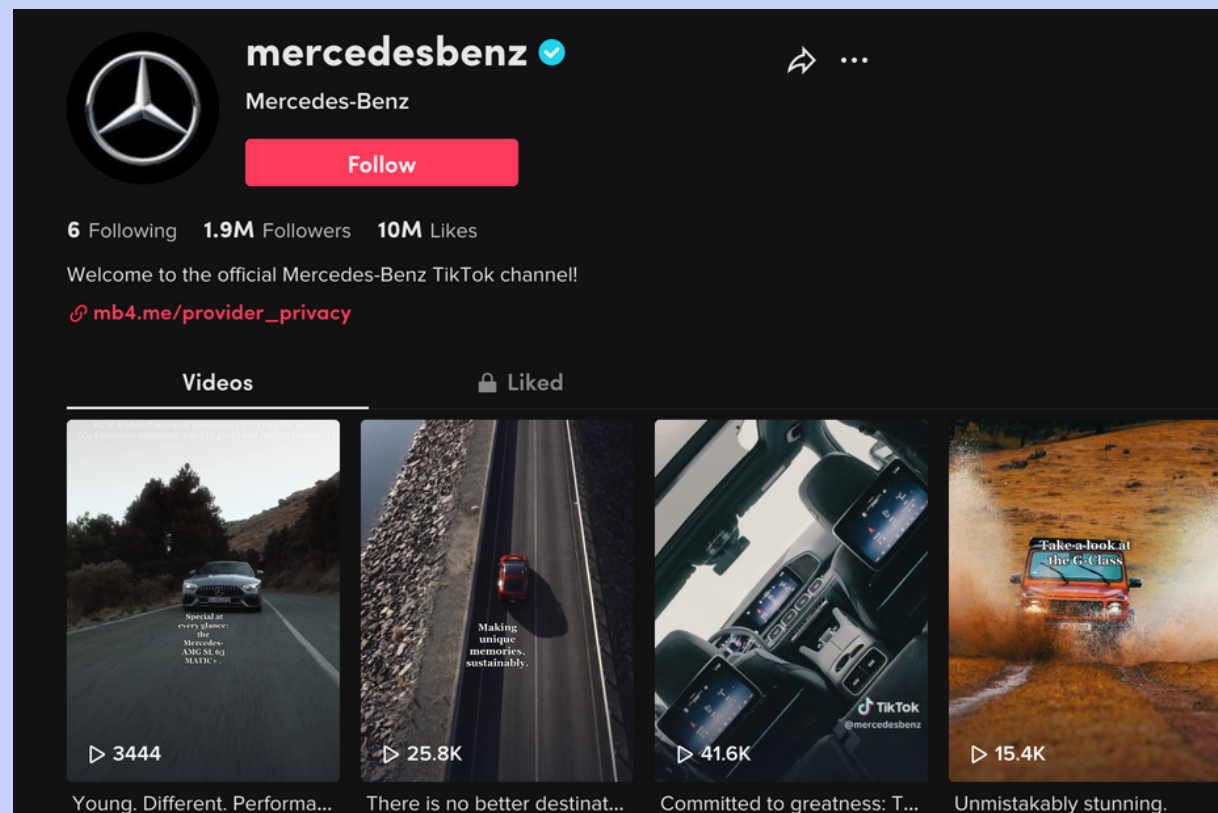 mercedesbenz
Mercedes-Benz
Follow
6 Following 1.9M Followers 10M Likes
Welcome to the official Mercedes-Benz TikTok channel!
mb4.me/provider_privacy
Videos Liked
Special at
every glance:
the
Mercedes-
AMG SL 63
MATIC+.
3444
Young. Different. Performa...
Making
unique
memories,
sustainably.
25.8K
There is no better destinat...
TikTok
@mercedesbenz
41.6K
Committed to greatness: T...
Take a look at
the G-Class
15.4K
Unmistakably stunning.